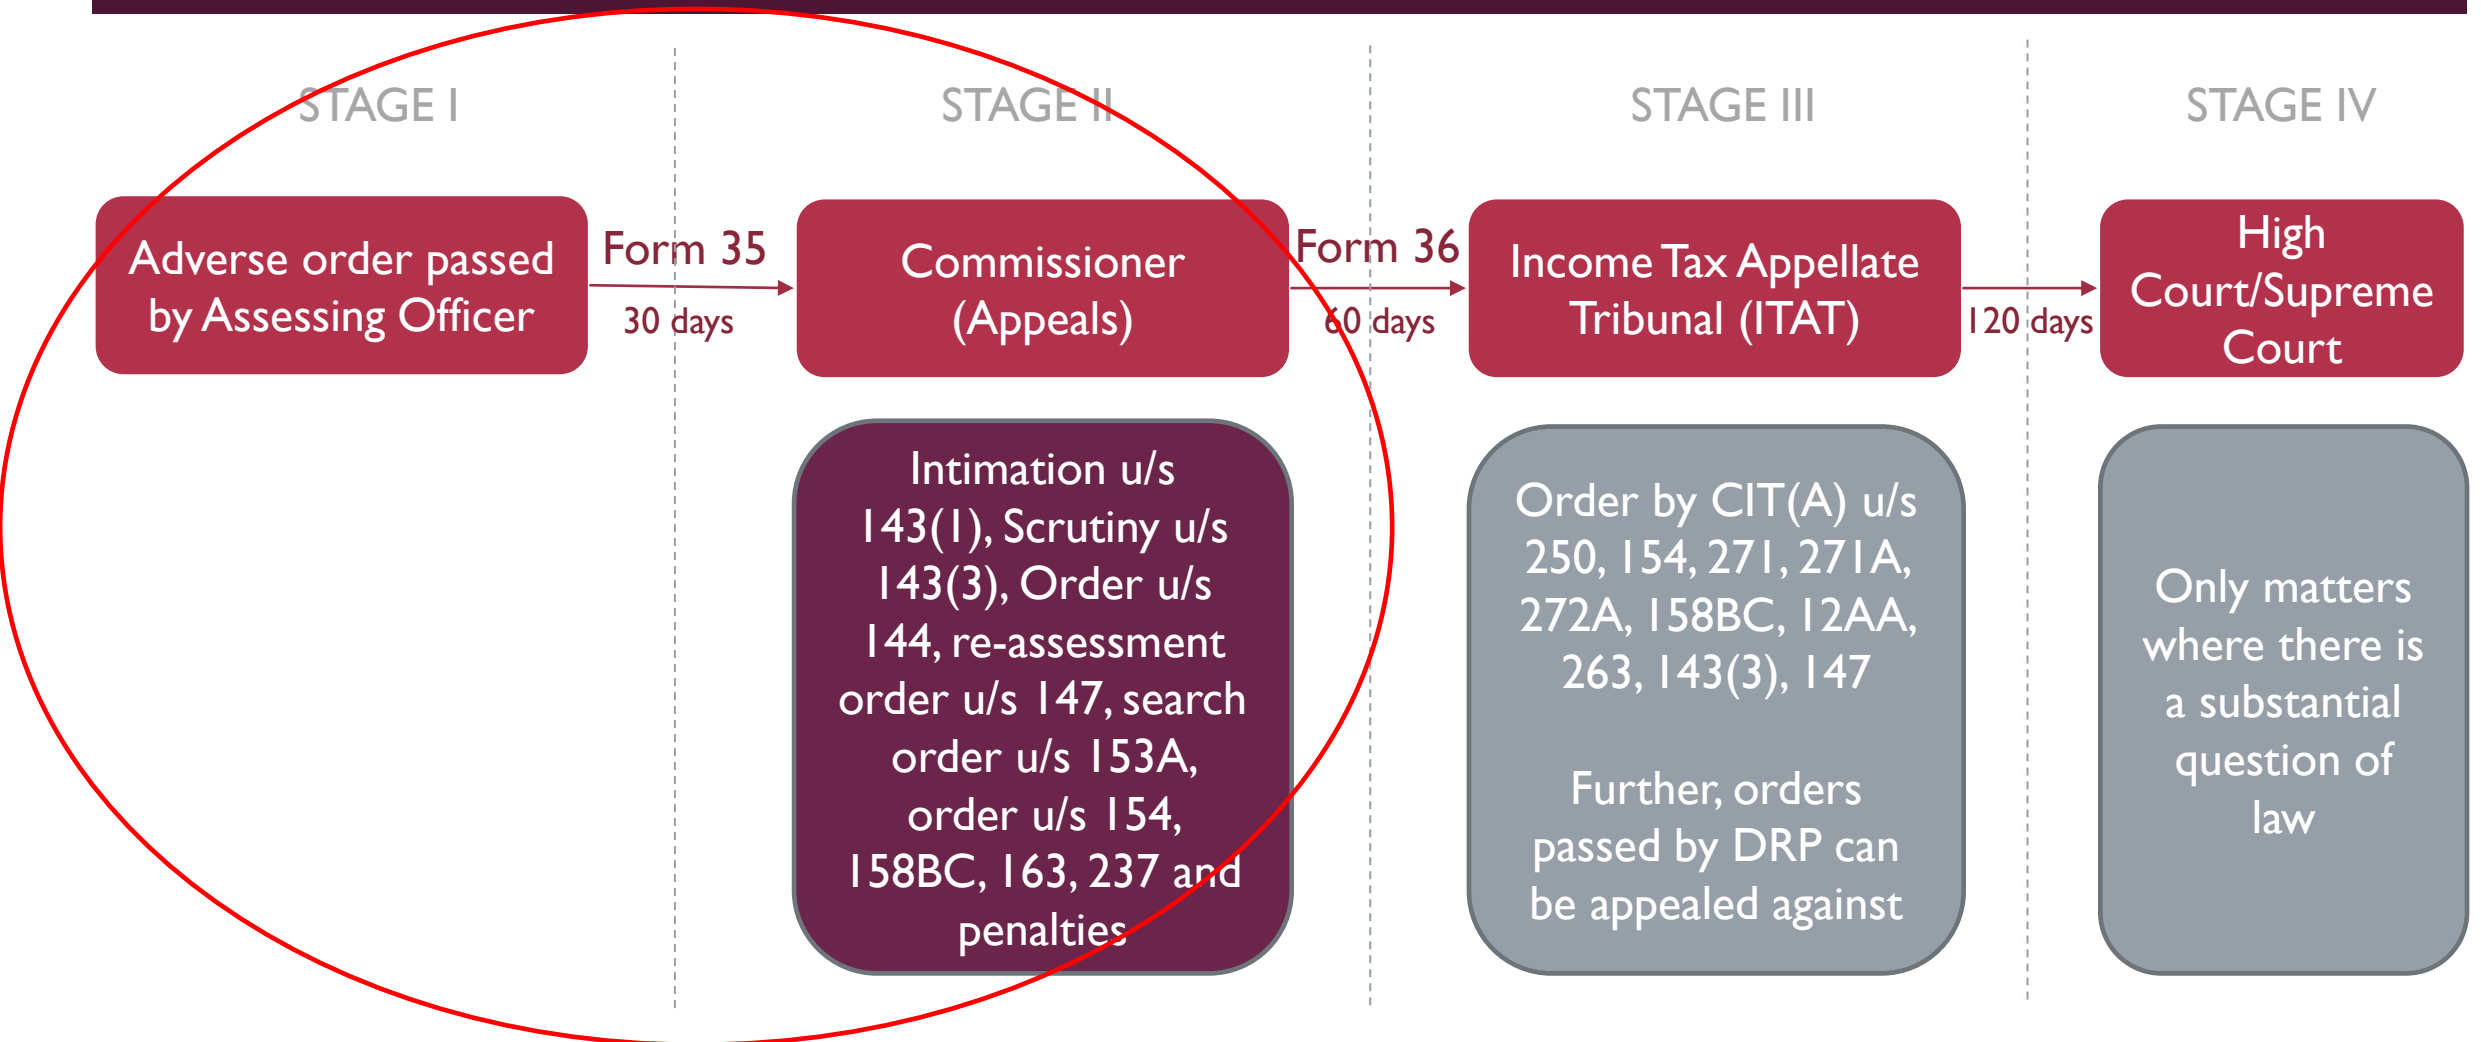 STAGE I
STAGE II
STAGE III
STAGE IV
Adverse order passed
by Assessing Officer
Form 35
30 days
Commissioner
(Appeals)
Form 36
60 days
Income Tax Appellate
Tribunal (ITAT)
120 days
High
Court/Supreme
Court
Intimation u/s
143(1), Scrutiny u/s
143(3), Order u/s
144, re-assessment
order u/s 147, search
order u/s 153A,
order u/s 154,
158BC, 163, 237 and
penalties
Order by CIT(A) u/s
250, 154, 271, 271A,
272A, 158BC, 12AA,
263, 143(3), 147
Further, orders
passed by DRP can
be appealed against
Only matters
where there is
a substantial
question of
law